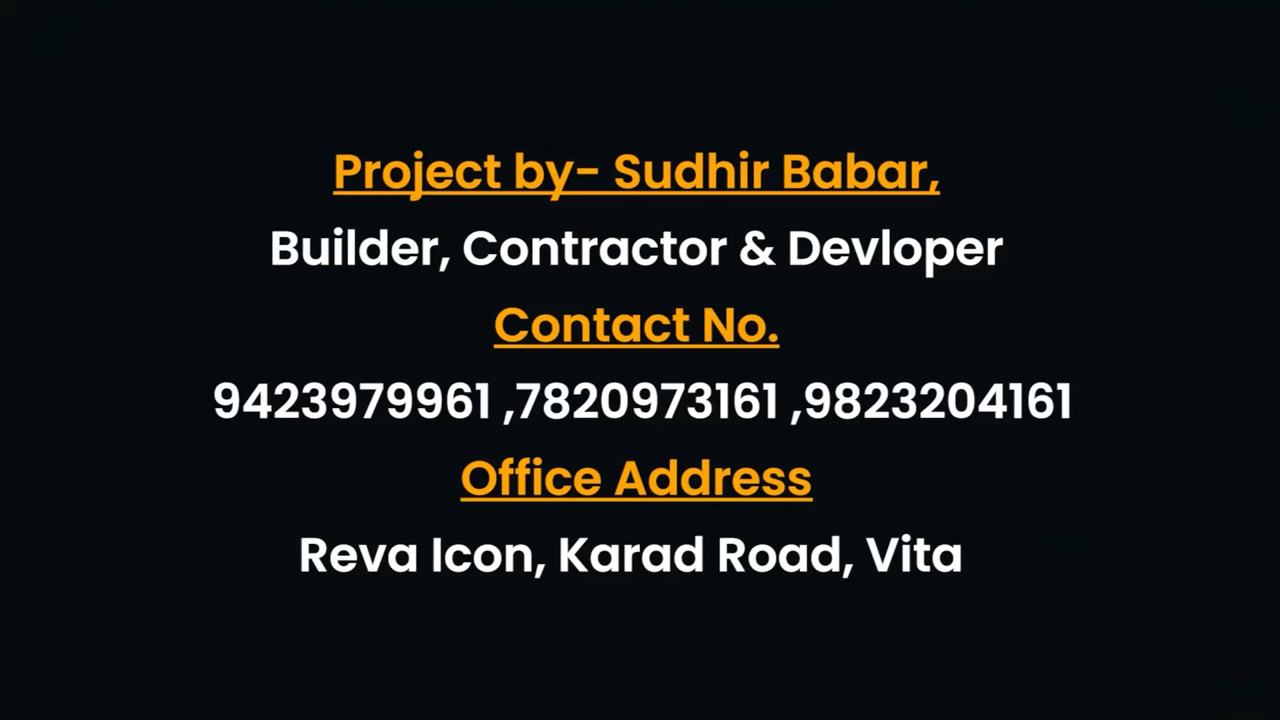 Project by- Sudhir Babar,
Builder, Contractor & Devloper
Contact No.
9423979961 ,7820973161 ,9823204161
Office Address
Reva Icon, Karad Road, Vita